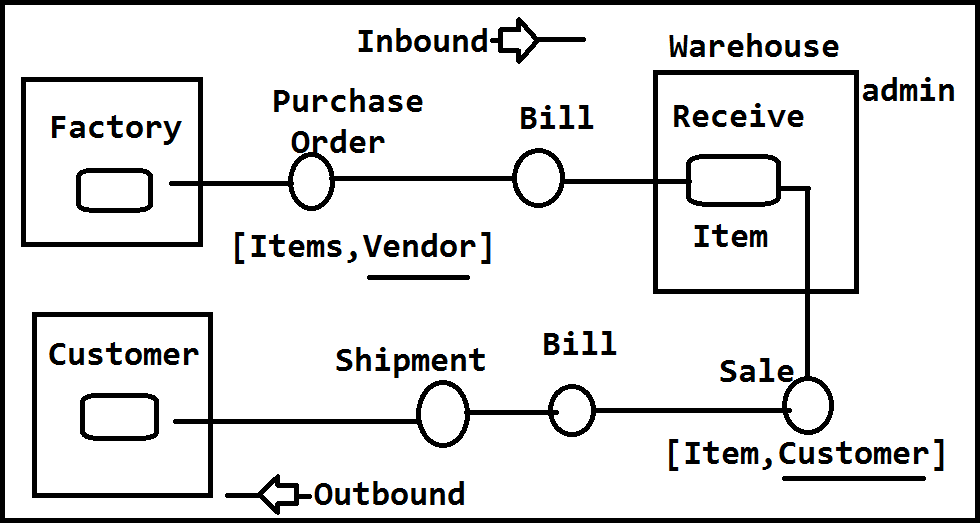 Inbound
Warehouse
admin
Factory
Purchase
Order
Bill
Receive
Item
[Items,Vendor]
Customer
Shipment
Bill
Sale
[Item,Customer]
Outbound